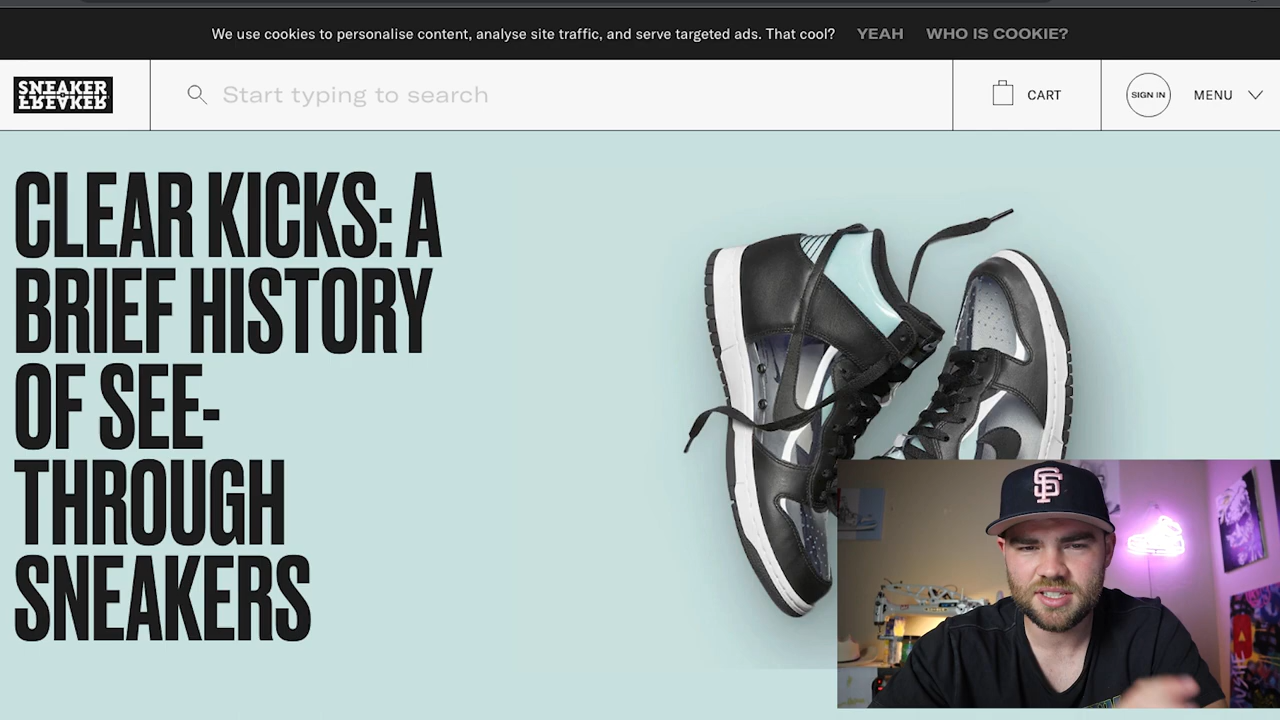 We use cookies to personalise content, analyse site traffic, and serve targeted ads. That cool? YEAH WHO IS COOKIE?
SNEAKER
FREAKER
Start typing to search
CART
SIGN IN
MENU
CLEAR KICKS: A
BRIEF HISTORY
OF SEE-
THROUGH
SNEAKERS
SF